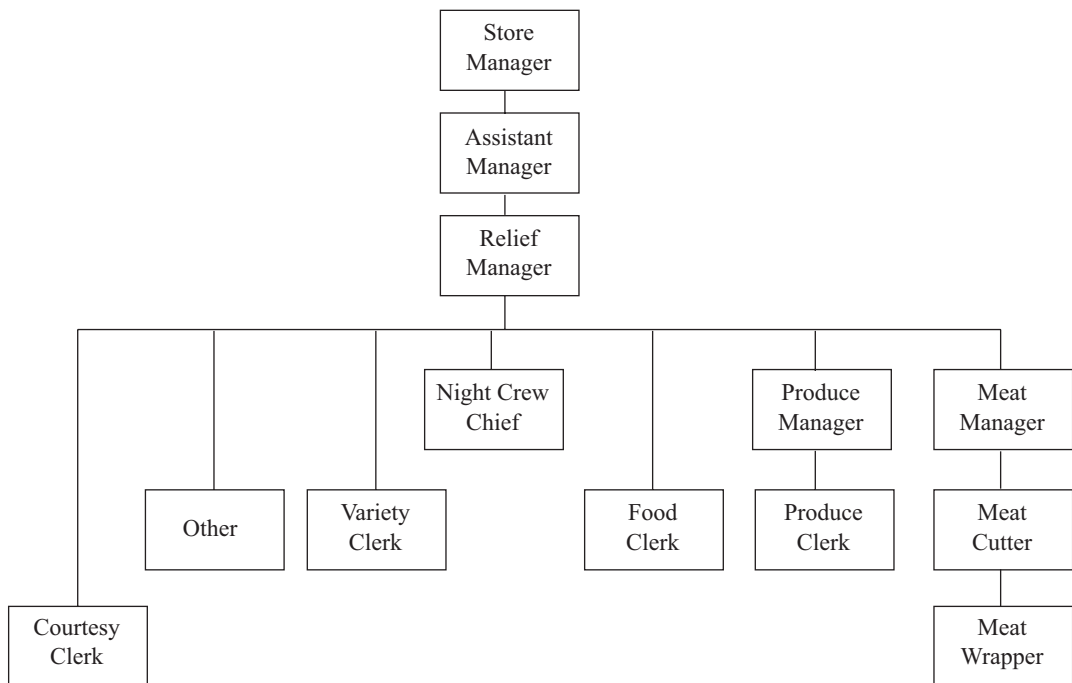 Store
Manager
Assistant
Manager
Relief
Manager
Night Crew
Chief
Produce
Manager
Meat
Manager
Other
Variety
Clerk
Food
Clerk
Produce
Clerk
Meat
Cutter
Courtesy
Clerk
Meat
Wrapper